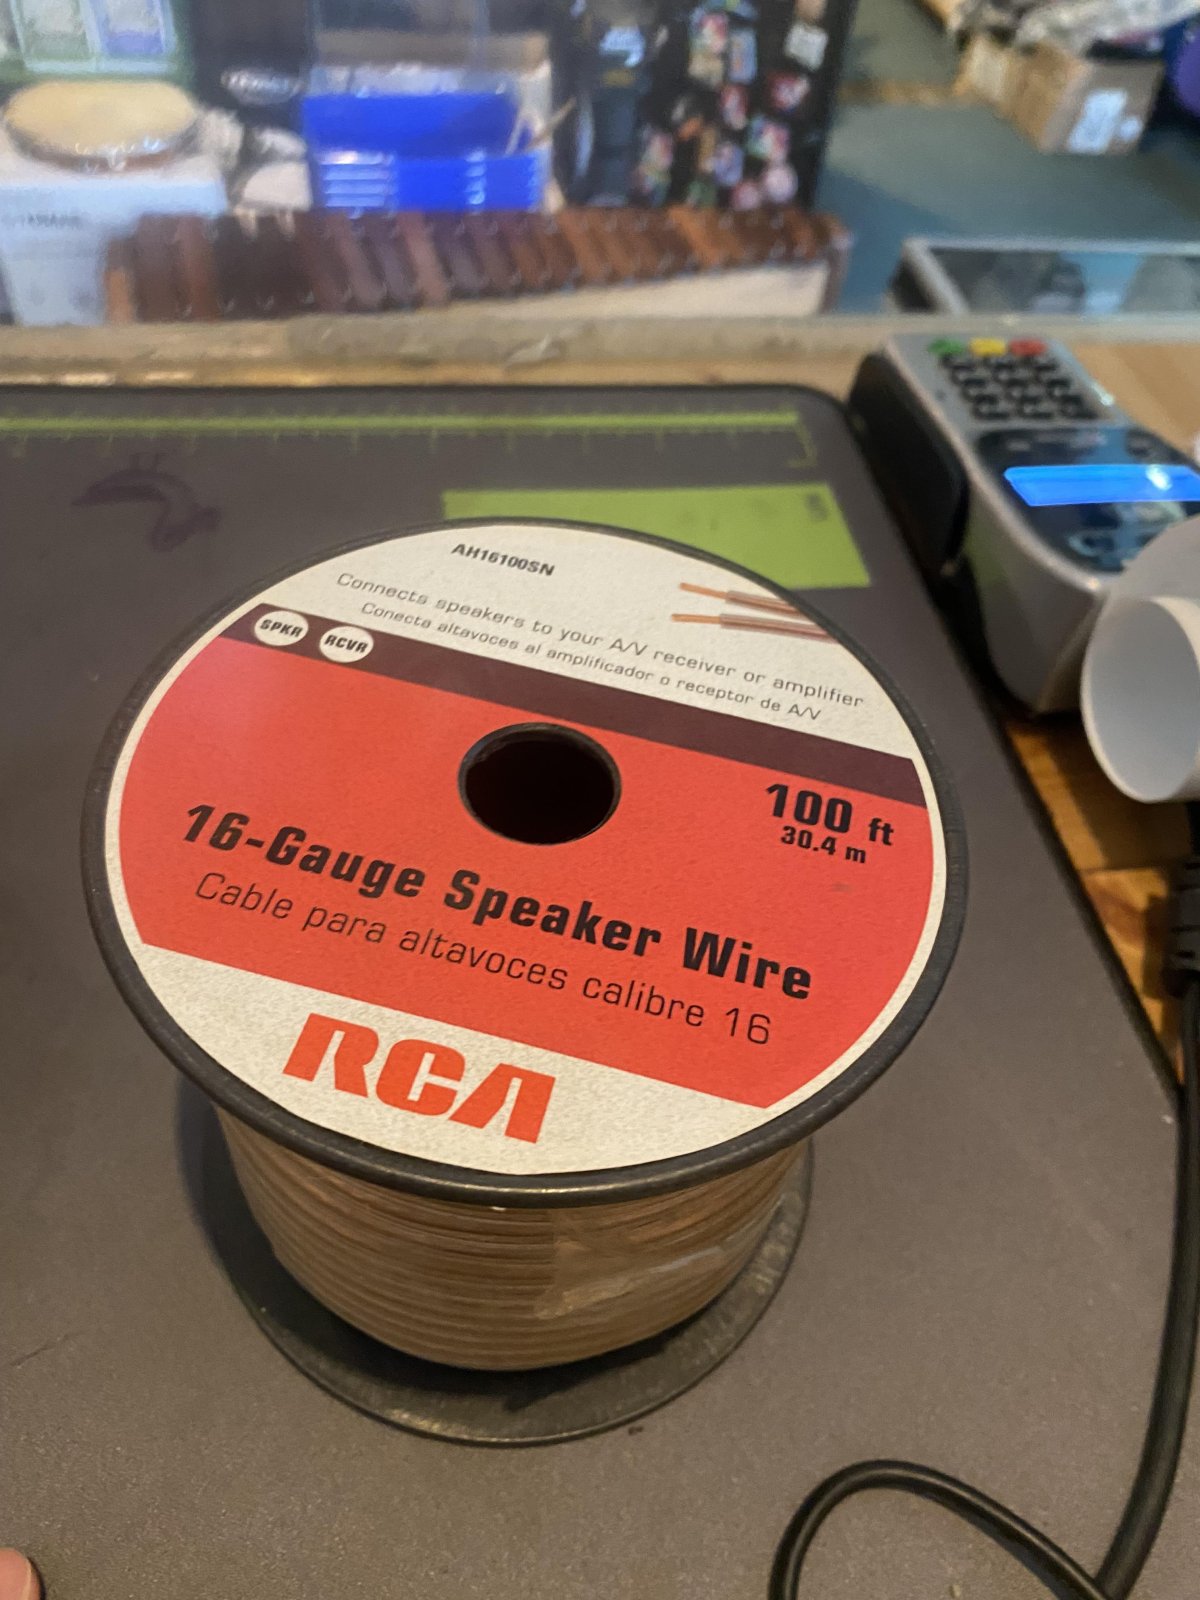 AH16100SN
Connects speakers to your A/V receiver or amplifier
Conecta altavoces al amplificador o receptor de A/V
SPKR RCVR
100 ft
30.4 m
16-Gauge Speaker Wire
Cable para altavoces calibre 16
RCA